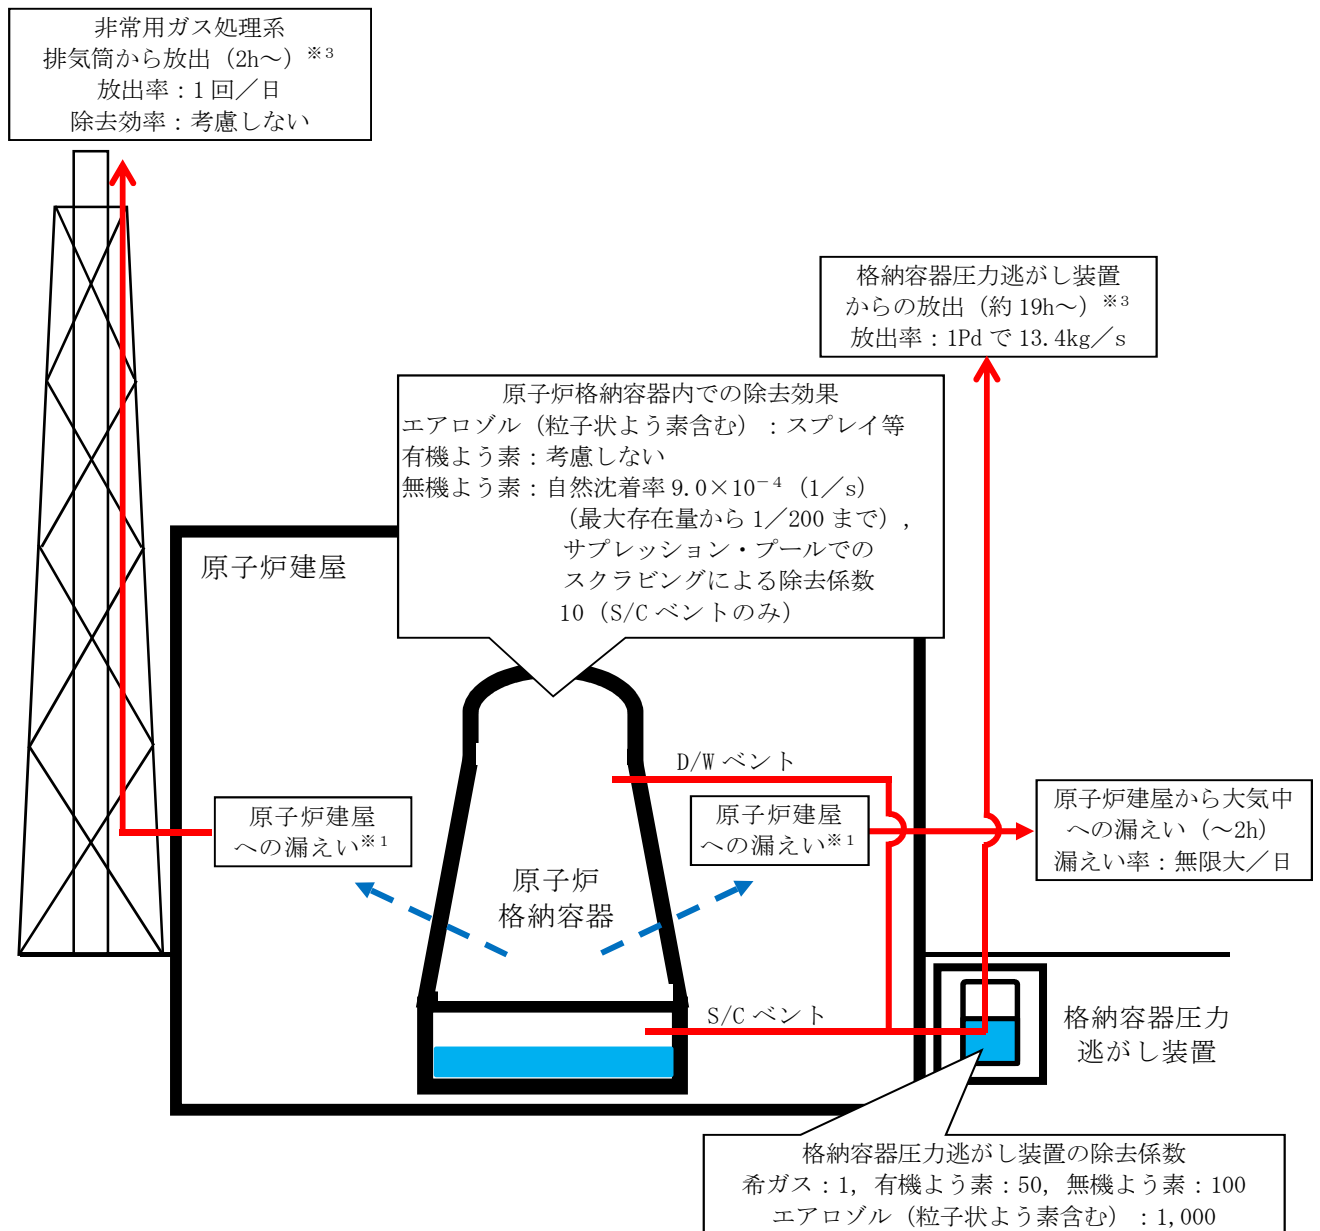 非常用ガス処理系
排気筒から放出（2h～）※3
放出率：1回／日
除去効率：考慮しない
格納容器圧力逃がし装置
からの放出（約19h～）※3
放出率：1Pdで13.4kg／s
原子炉格納容器内での除去効果
エアロゾル（粒子状よう素含む）：スプレイ等
有機よう素：考慮しない
無機よう素：自然沈着率9.0×10⁻⁴（1／s）
（最大存在量から1／200まで），
サプレッション・プールでの
スクラビングによる除去係数
10（S/Cベントのみ）
原子炉建屋
D/Wベント
原子炉建屋
への漏えい※1
原子炉建屋
への漏えい※1
原子炉建屋から大気中
への漏えい（～2h）
漏えい率：無限大／日
原子炉
格納容器
S/Cベント
格納容器圧力
逃がし装置
格納容器圧力逃がし装置の除去係数
希ガス：1，有機よう素：50，無機よう素：100
エアロゾル（粒子状よう素含む）：1,000